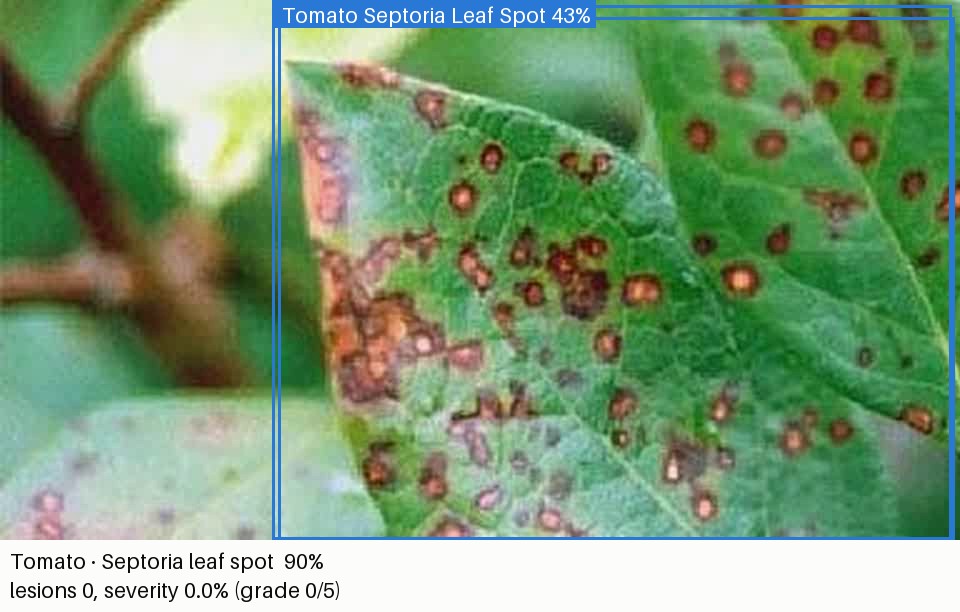 Tomato Septoria Leaf Spot 43%
Tomato · Septoria leaf spot 90%
lesions 0, severity 0.0% (grade 0/5)